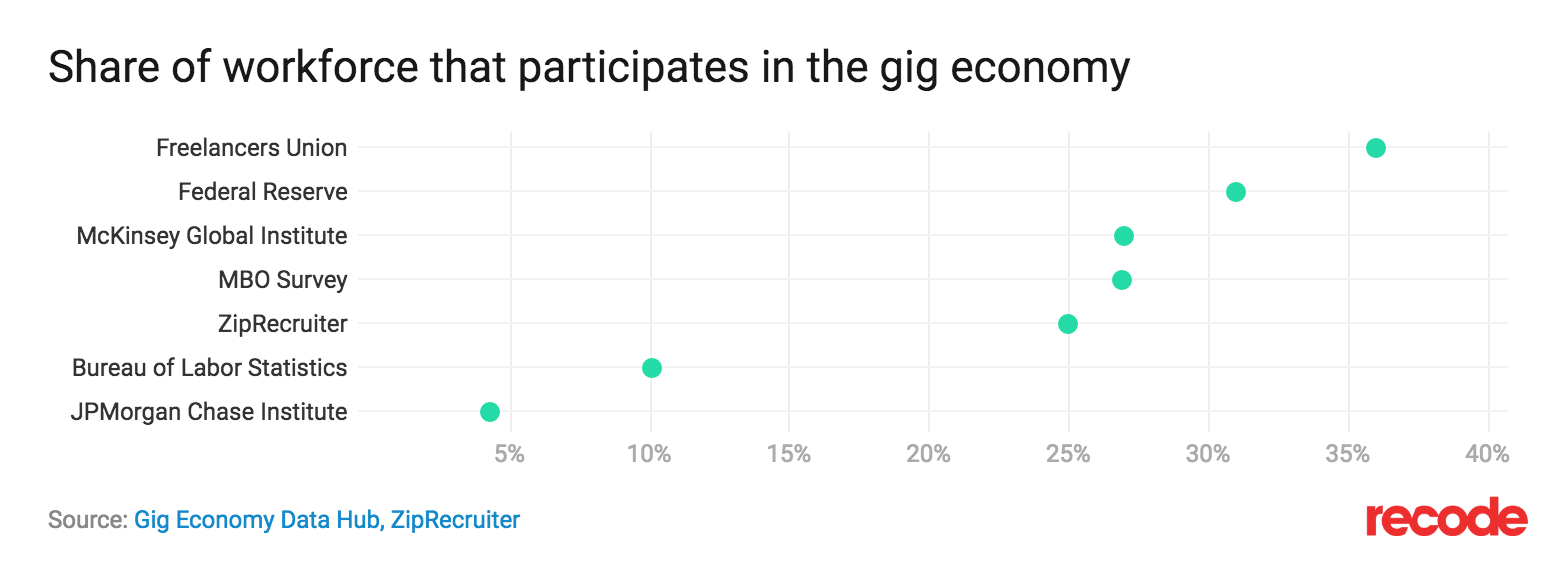 Share of workforce that participates in the gig economy
Freelancers Union
Federal Reserve
McKinsey Global Institute
MBO Survey
ZipRecruiter
Bureau of Labor Statistics
JPMorgan Chase Institute
5% 10% 15% 20% 25% 30% 35% 40%
Source: Gig Economy Data Hub, ZipRecruiter
recode